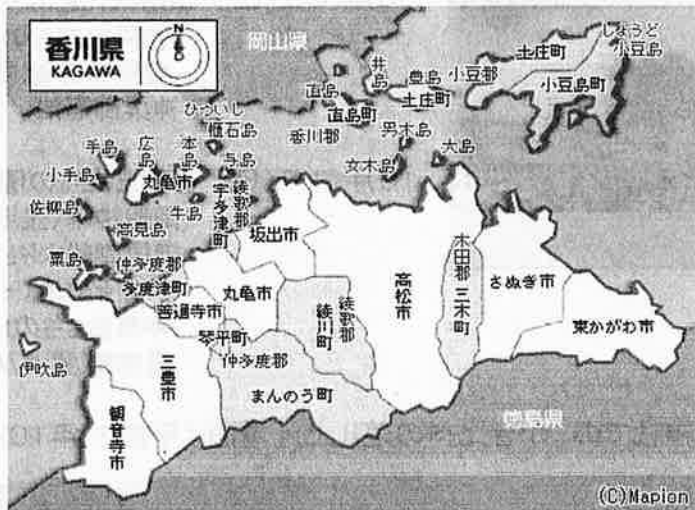 香川県
KAGAWA
N
岡山県
しょうど
小豆島
土庄町
小豆郡
小豆島町
井島
豊島
土庄町
直島
直島町
香川郡
男木島
大島
女木島
ひついし
櫃石島
手島
広島
本島
与島
小手島
丸亀市
牛島
佐柳島
高見島
粟島
綾歌郡
宇多津町
坂出市
仲多度郡
多度津町
善通寺市
丸亀市
琴平町
仲多度郡
まんのう町
綾歌郡
綾川町
高松市
木田郡
三木町
さぬき市
東かがわ市
伊吹島
三豊市
観音寺市
徳島県
(C)Mapion